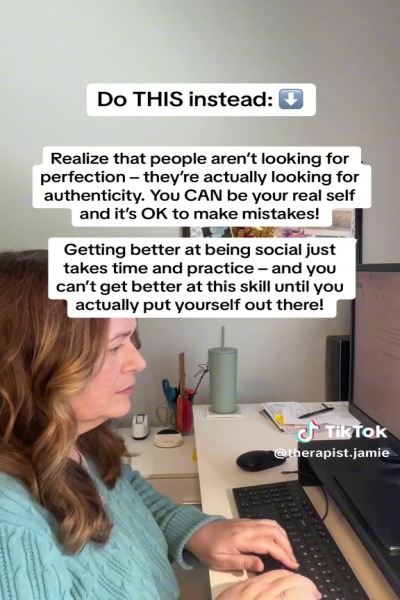 Do THIS instead: ⬇️
Realize that people aren’t looking for
perfection – they’re actually looking for
authenticity. You CAN be your real self
and it’s OK to make mistakes!
Getting better at being social just
takes time and practice – and you
can’t get better at this skill until you
actually put yourself out there!
TikTok
@therapist.jamie